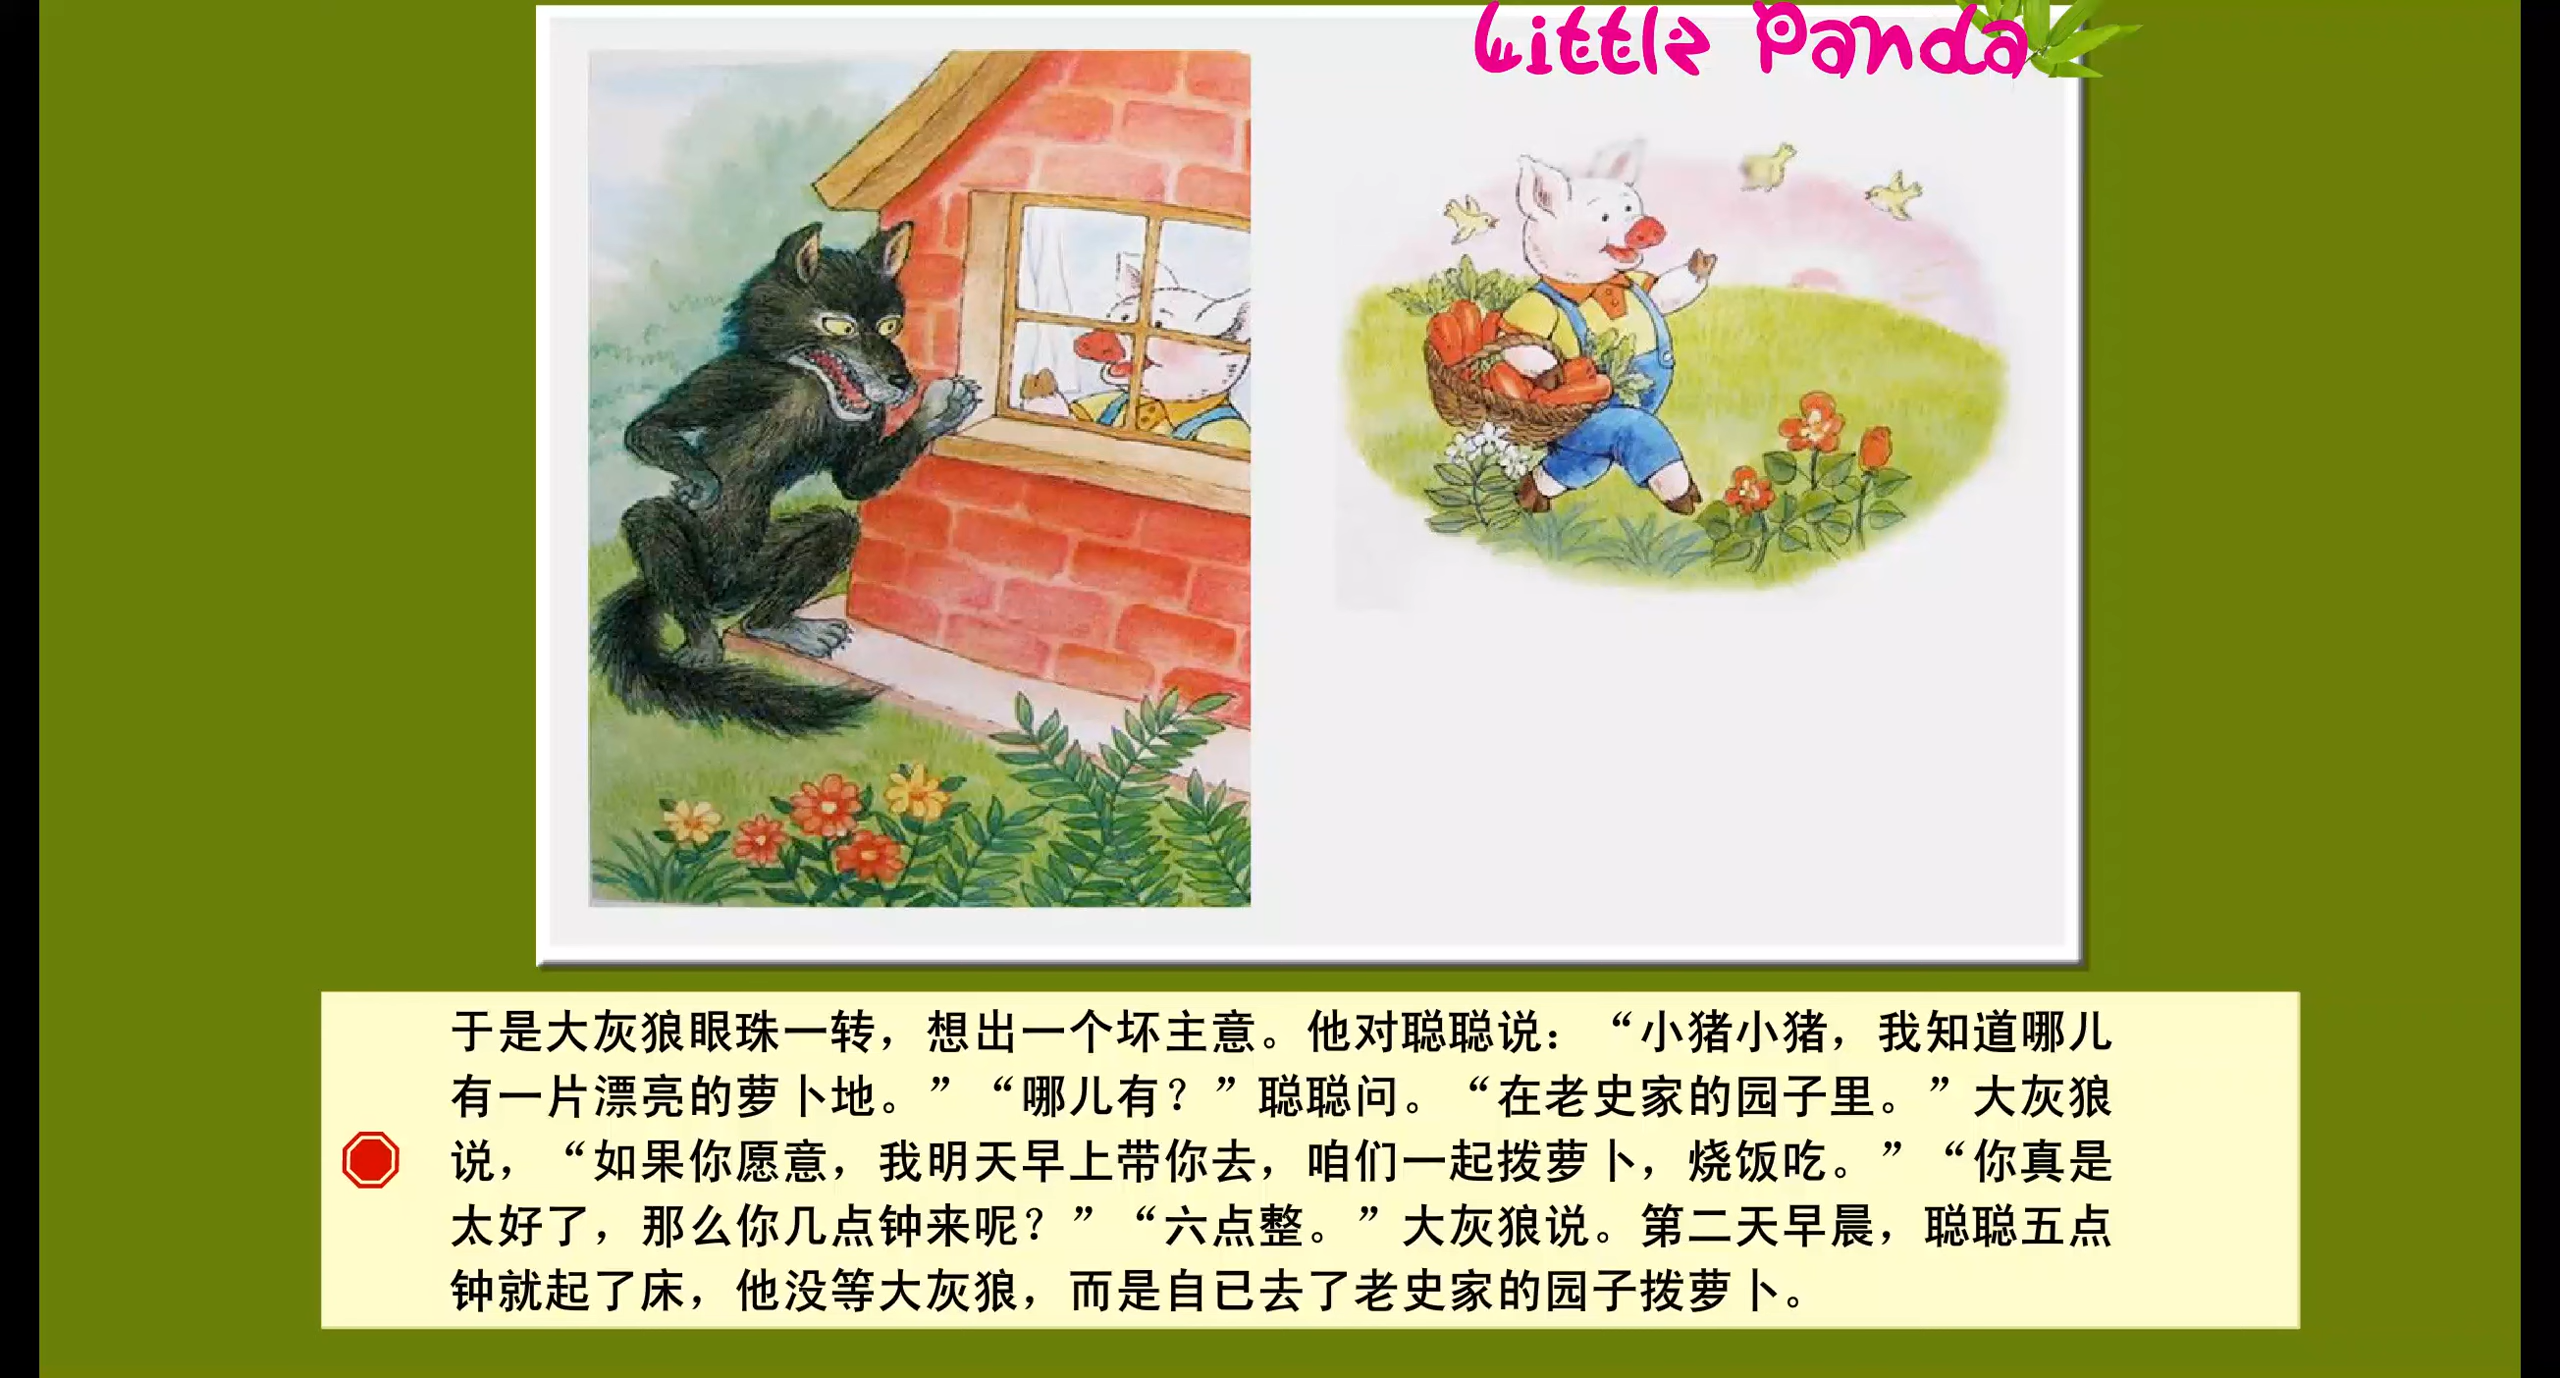 Little Panda
于是大灰狼眼珠一转，想出一个坏主意。他对聪聪说：“小猪小猪，我知道哪儿
有一片漂亮的萝卜地。”“哪儿有？”聪聪问。“在老史家的园子里。”大灰狼
说，“如果你愿意，我明天早上带你去，咱们一起拨萝卜，烧饭吃。”“你真是
太好了，那么你几点钟来呢？”“六点整。”大灰狼说。第二天早晨，聪聪五点
钟就起了床，他没等大灰狼，而是自已去了老史家的园子拨萝卜。